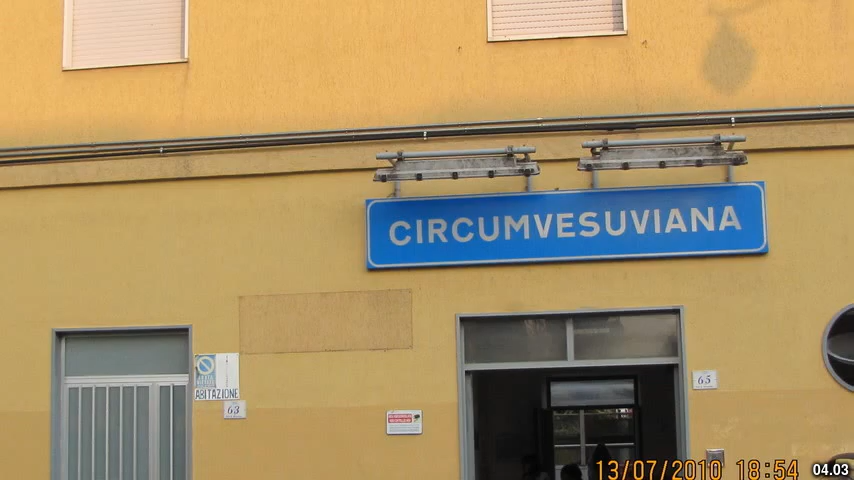 CIRCUMVESUVIANA
ABITAZIONE
63
65
13/07/2010 18:54
04.03